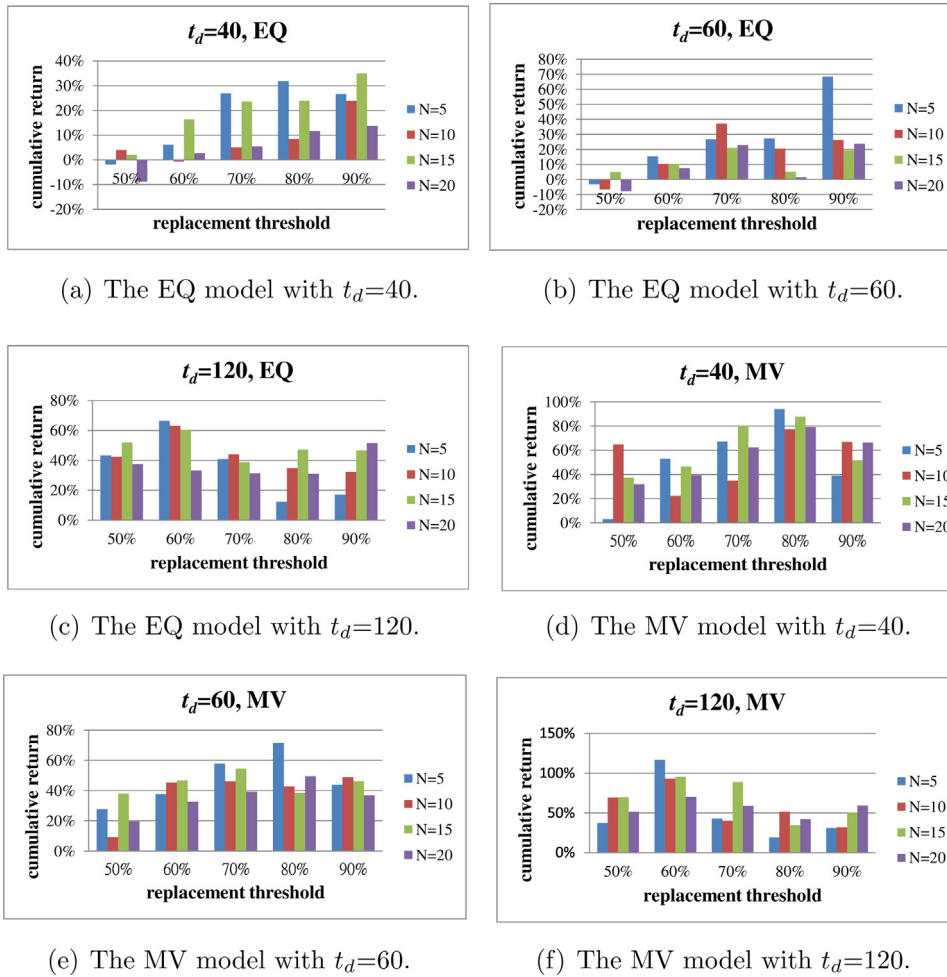 t_d=40, EQ
cumulative return
40%
30%
20%
10%
0%
-10%
-20%
50% 60% 70% 80% 90%
replacement threshold
N=5
N=10
N=15
N=20
(a) The EQ model with t_d=40.
t_d=60, EQ
cumulative return
80%
70%
60%
50%
40%
30%
20%
10%
0%
-10%
-20%
50% 60% 70% 80% 90%
replacement threshold
N=5
N=10
N=15
N=20
(b) The EQ model with t_d=60.
t_d=120, EQ
cumulative return
80%
60%
40%
20%
0%
50% 60% 70% 80% 90%
replacement threshold
N=5
N=10
N=15
N=20
(c) The EQ model with t_d=120.
t_d=40, MV
cumulative return
100%
80%
60%
40%
20%
0%
50% 60% 70% 80% 90%
replacement threshold
N=5
N=10
N=15
N=20
(d) The MV model with t_d=40.
t_d=60, MV
cumulative return
80%
60%
40%
20%
0%
50% 60% 70% 80% 90%
replacement threshold
N=5
N=10
N=15
N=20
(e) The MV model with t_d=60.
t_d=120, MV
cumulative return
150%
100%
50%
0%
50% 60% 70% 80% 90%
replacement threshold
N=5
N=10
N=15
N=20
(f) The MV model with t_d=120.